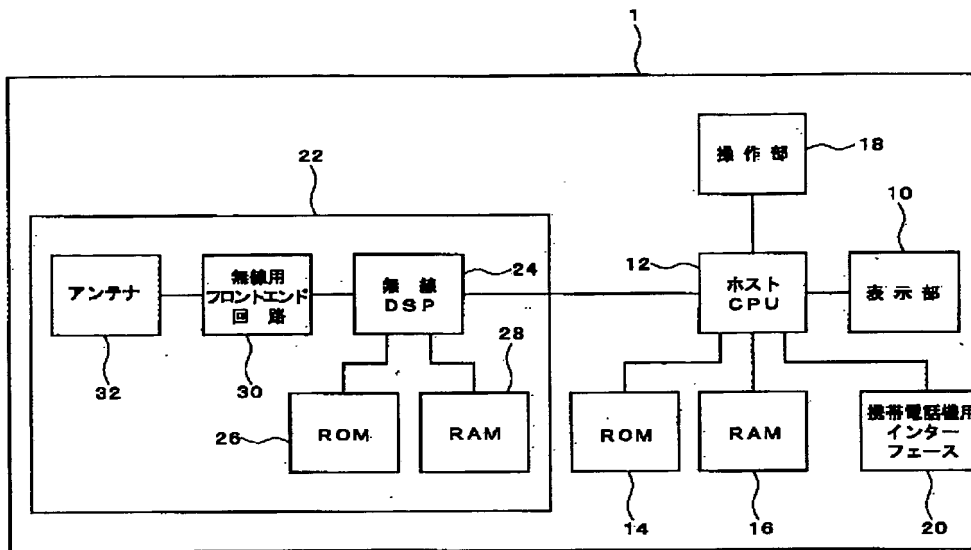 1
操作部
18
22
10
アンテナ
無線用
フロントエンド
回路
無線
DSP
24
12
ホスト
CPU
表示部
32
30
28
26
ROM
RAM
ROM
RAM
携帯電話機用
インター
フェース
14
16
20